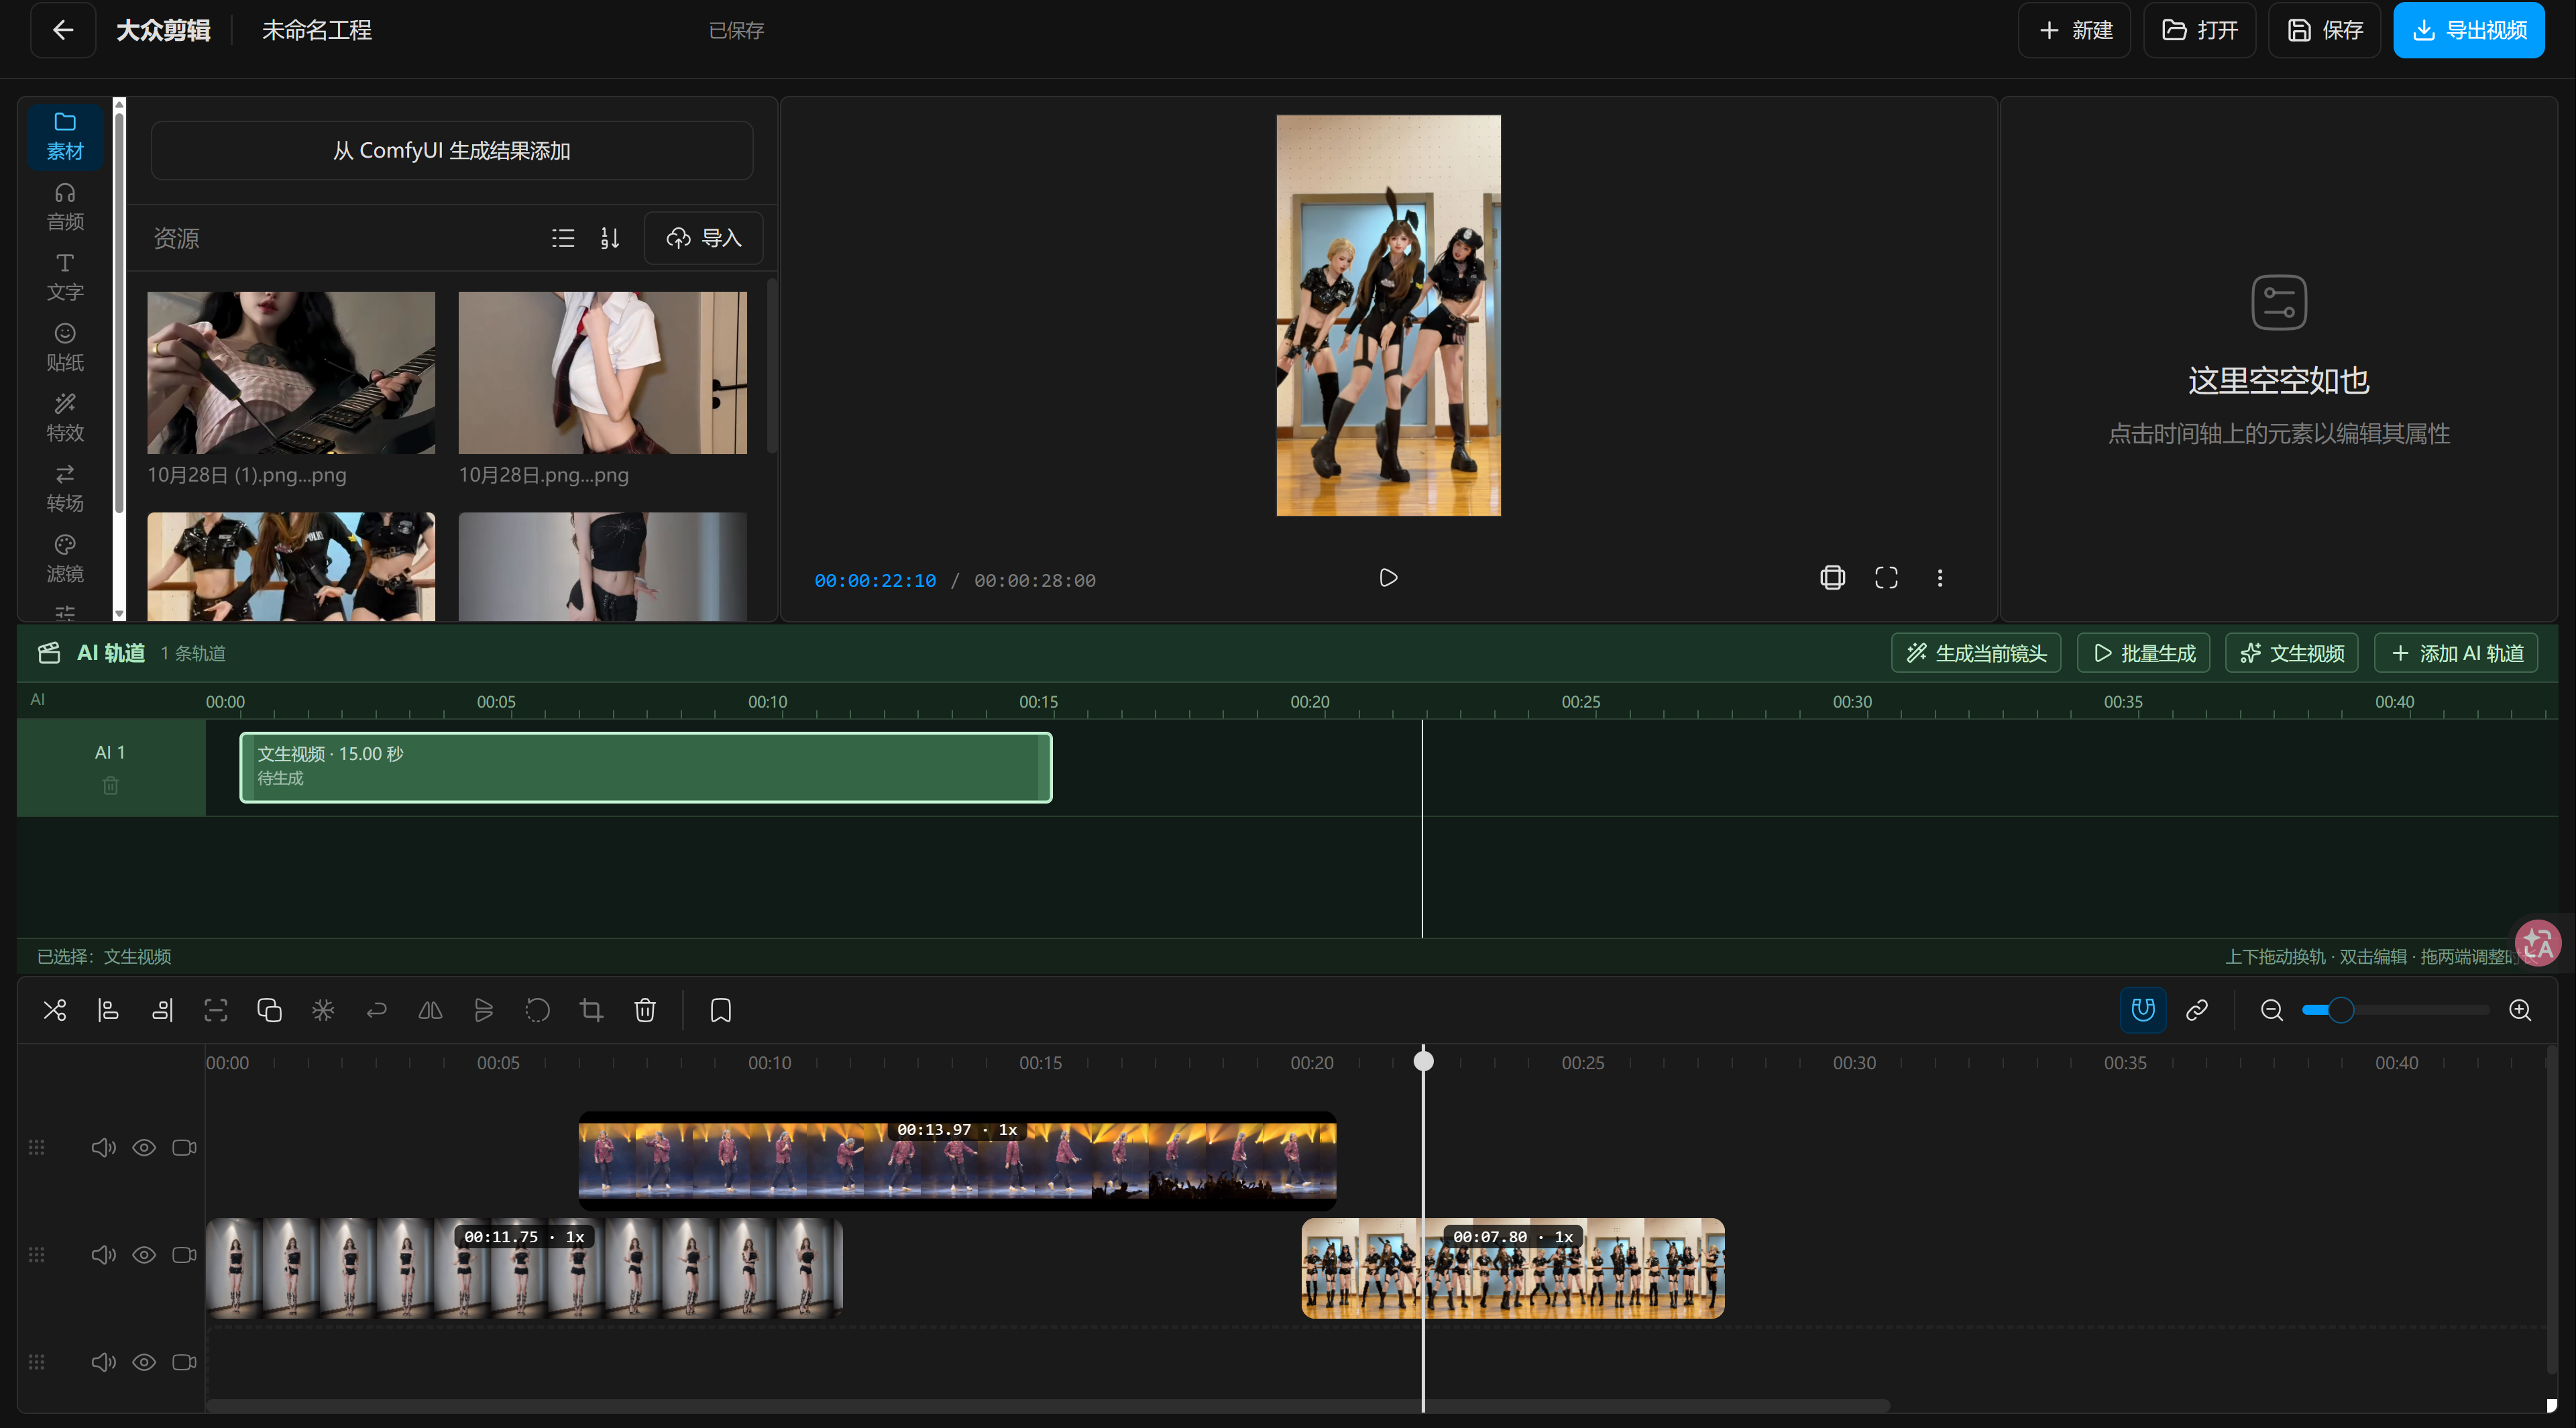 大众剪辑
未命名工程
已保存
新建
打开
保存
导出视频
素材
音频
文字
贴纸
特效
转场
滤镜
从 ComfyUI 生成结果添加
资源
导入
10月28日 (1).png...png
10月28日.png...png
00:00:22:10 / 00:00:28:00
这里空空如也
点击时间轴上的元素以编辑其属性
AI 轨道
1 条轨道
生成当前镜头
批量生成
文生视频
添加 AI 轨道
AI
00:00 00:05 00:10 00:15 00:20 00:25 00:30 00:35 00:40
AI 1
文生视频 · 15.00 秒
待生成
已选择：文生视频
上下拖动换轨 · 双击编辑 · 拖两端调整时
00:00 00:05 00:10 00:15 00:20 00:25 00:30 00:35 00:40
00:13.97 · 1x
00:11.75 · 1x
00:07.80 · 1x